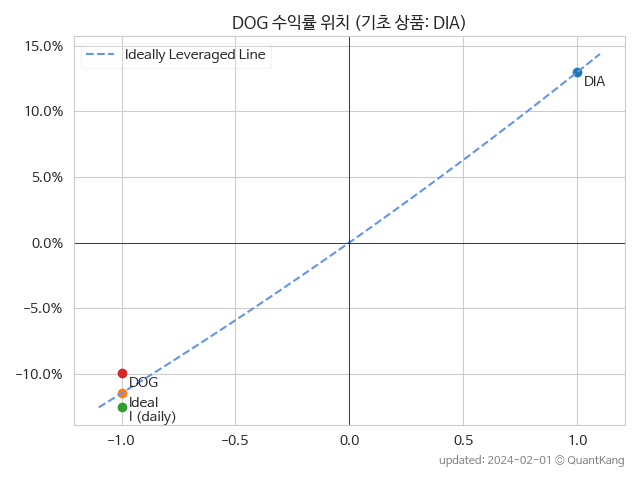 DOG 수익률 위치 (기초 상품: DIA)
15.0%
Ideally Leveraged Line
DIA
10.0%
5.0%
0.0%
−5.0%
−10.0%
DOG
Ideal
I (daily)
−1.0
−0.5
0.0
0.5
1.0
updated: 2024-02-01 © QuantKang